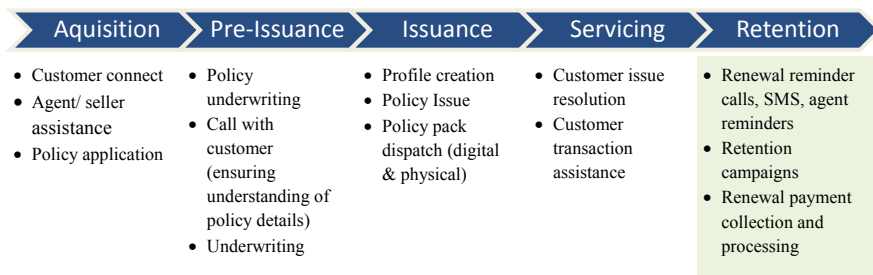 Aquisition
Pre-Issuance
Issuance
Servicing
Retention
• Customer connect
• Agent/ seller
assistance
• Policy application
• Policy
underwriting
• Call with
customer
(ensuring
understanding of
policy details)
• Underwriting
• Profile creation
• Policy Issue
• Policy pack
dispatch (digital
& physical)
• Customer issue
resolution
• Customer
transaction
assistance
• Renewal reminder
calls, SMS, agent
reminders
• Retention
campaigns
• Renewal payment
collection and
processing